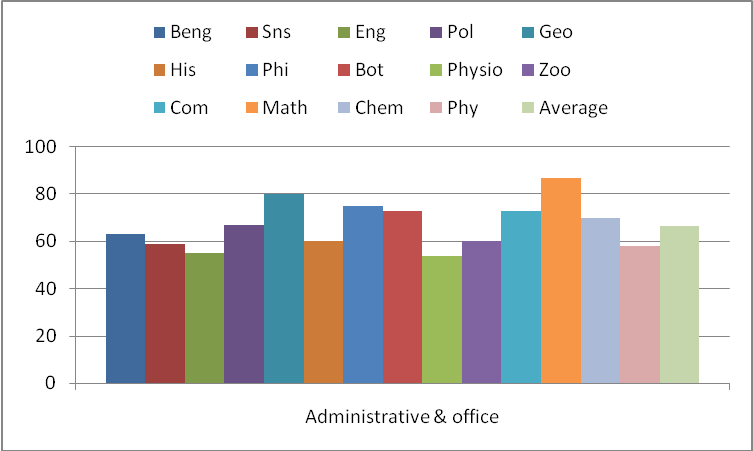 Beng Sns Eng Pol Geo
His Phi Bot Physio Zoo
Com Math Chem Phy Average
100
80
60
40
20
0
Administrative & office